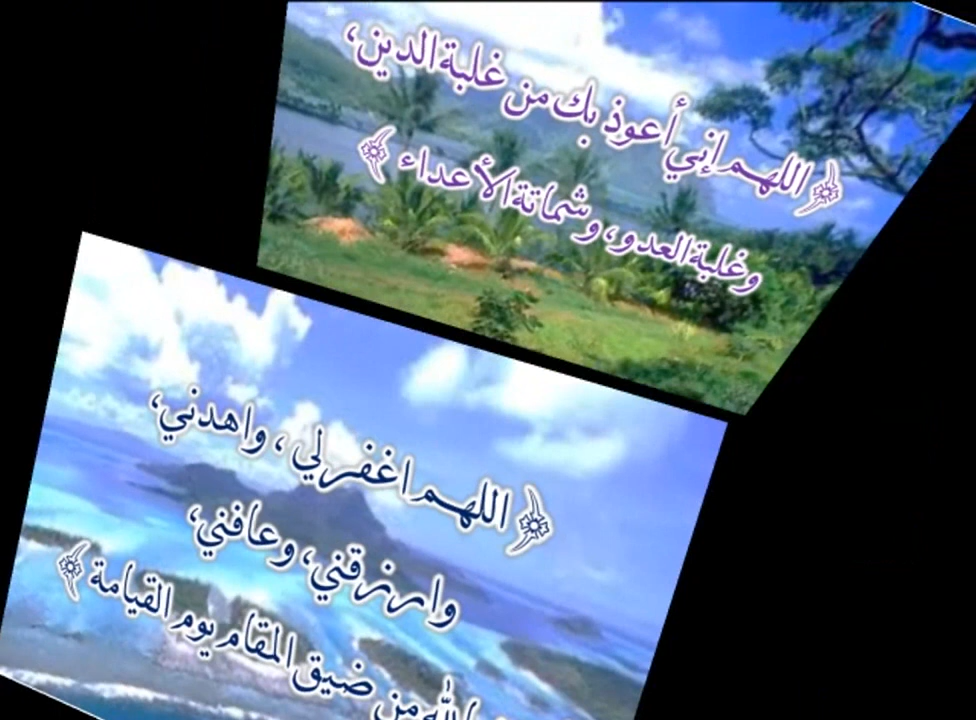 ﴿ اللهم إني أعوذ بك من غلبة الدين،
وغلبة العدو، وشماتة الأعداء ﴾
﴿ اللهم اغفر لي ، واهدني،
وارزقني، وعافني،
من ضيق المقام يوم القيامة ﴾